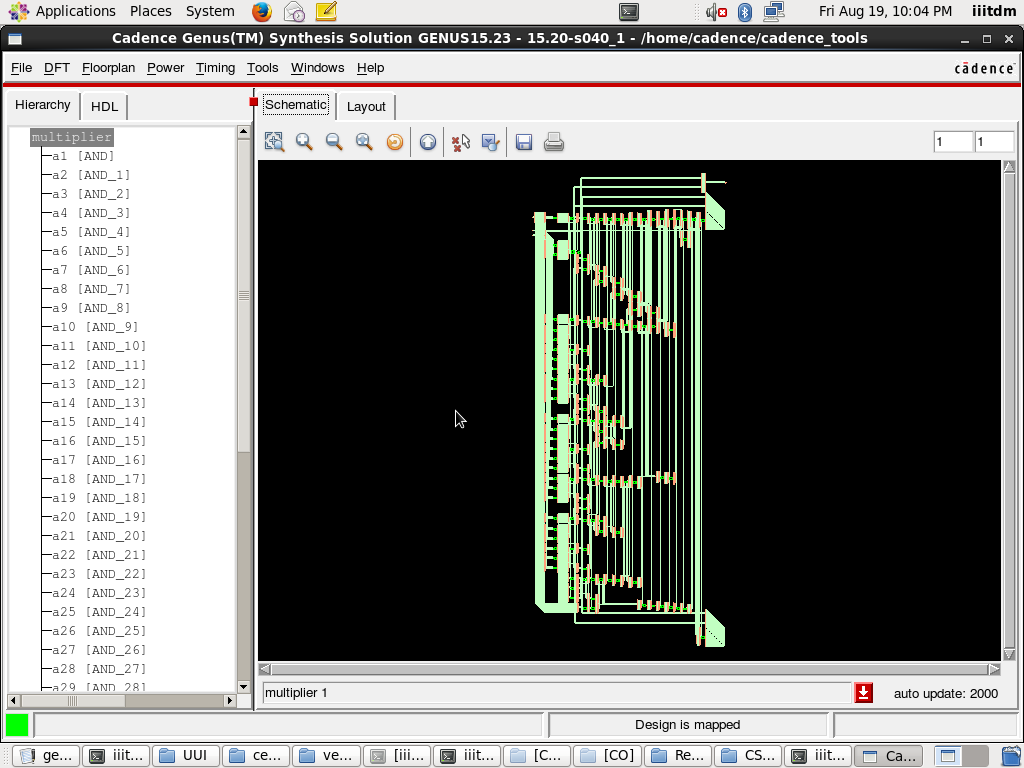 Applications Places System Fri Aug 19, 10:04 PM iiitdm
Cadence Genus(TM) Synthesis Solution GENUS15.23 - 15.20-s040_1 - /home/cadence/cadence_tools
File DFT Floorplan Power Timing Tools Windows Help cādence
Hierarchy HDL Schematic Layout
1 1
multiplier
a1 [AND]
a2 [AND_1]
a3 [AND_2]
a4 [AND_3]
a5 [AND_4]
a6 [AND_5]
a7 [AND_6]
a8 [AND_7]
a9 [AND_8]
a10 [AND_9]
a11 [AND_10]
a12 [AND_11]
a13 [AND_12]
a14 [AND_13]
a15 [AND_14]
a16 [AND_15]
a17 [AND_16]
a18 [AND_17]
a19 [AND_18]
a20 [AND_19]
a21 [AND_20]
a22 [AND_21]
a23 [AND_22]
a24 [AND_23]
a25 [AND_24]
a26 [AND_25]
a27 [AND_26]
a28 [AND_27]
a29 [AND_28]
multiplier 1 auto update: 2000
Design is mapped
ge... iiit... UUI ce... ve... [iii... iiit... [C... [CO] Re... CS... iiit... Ca...